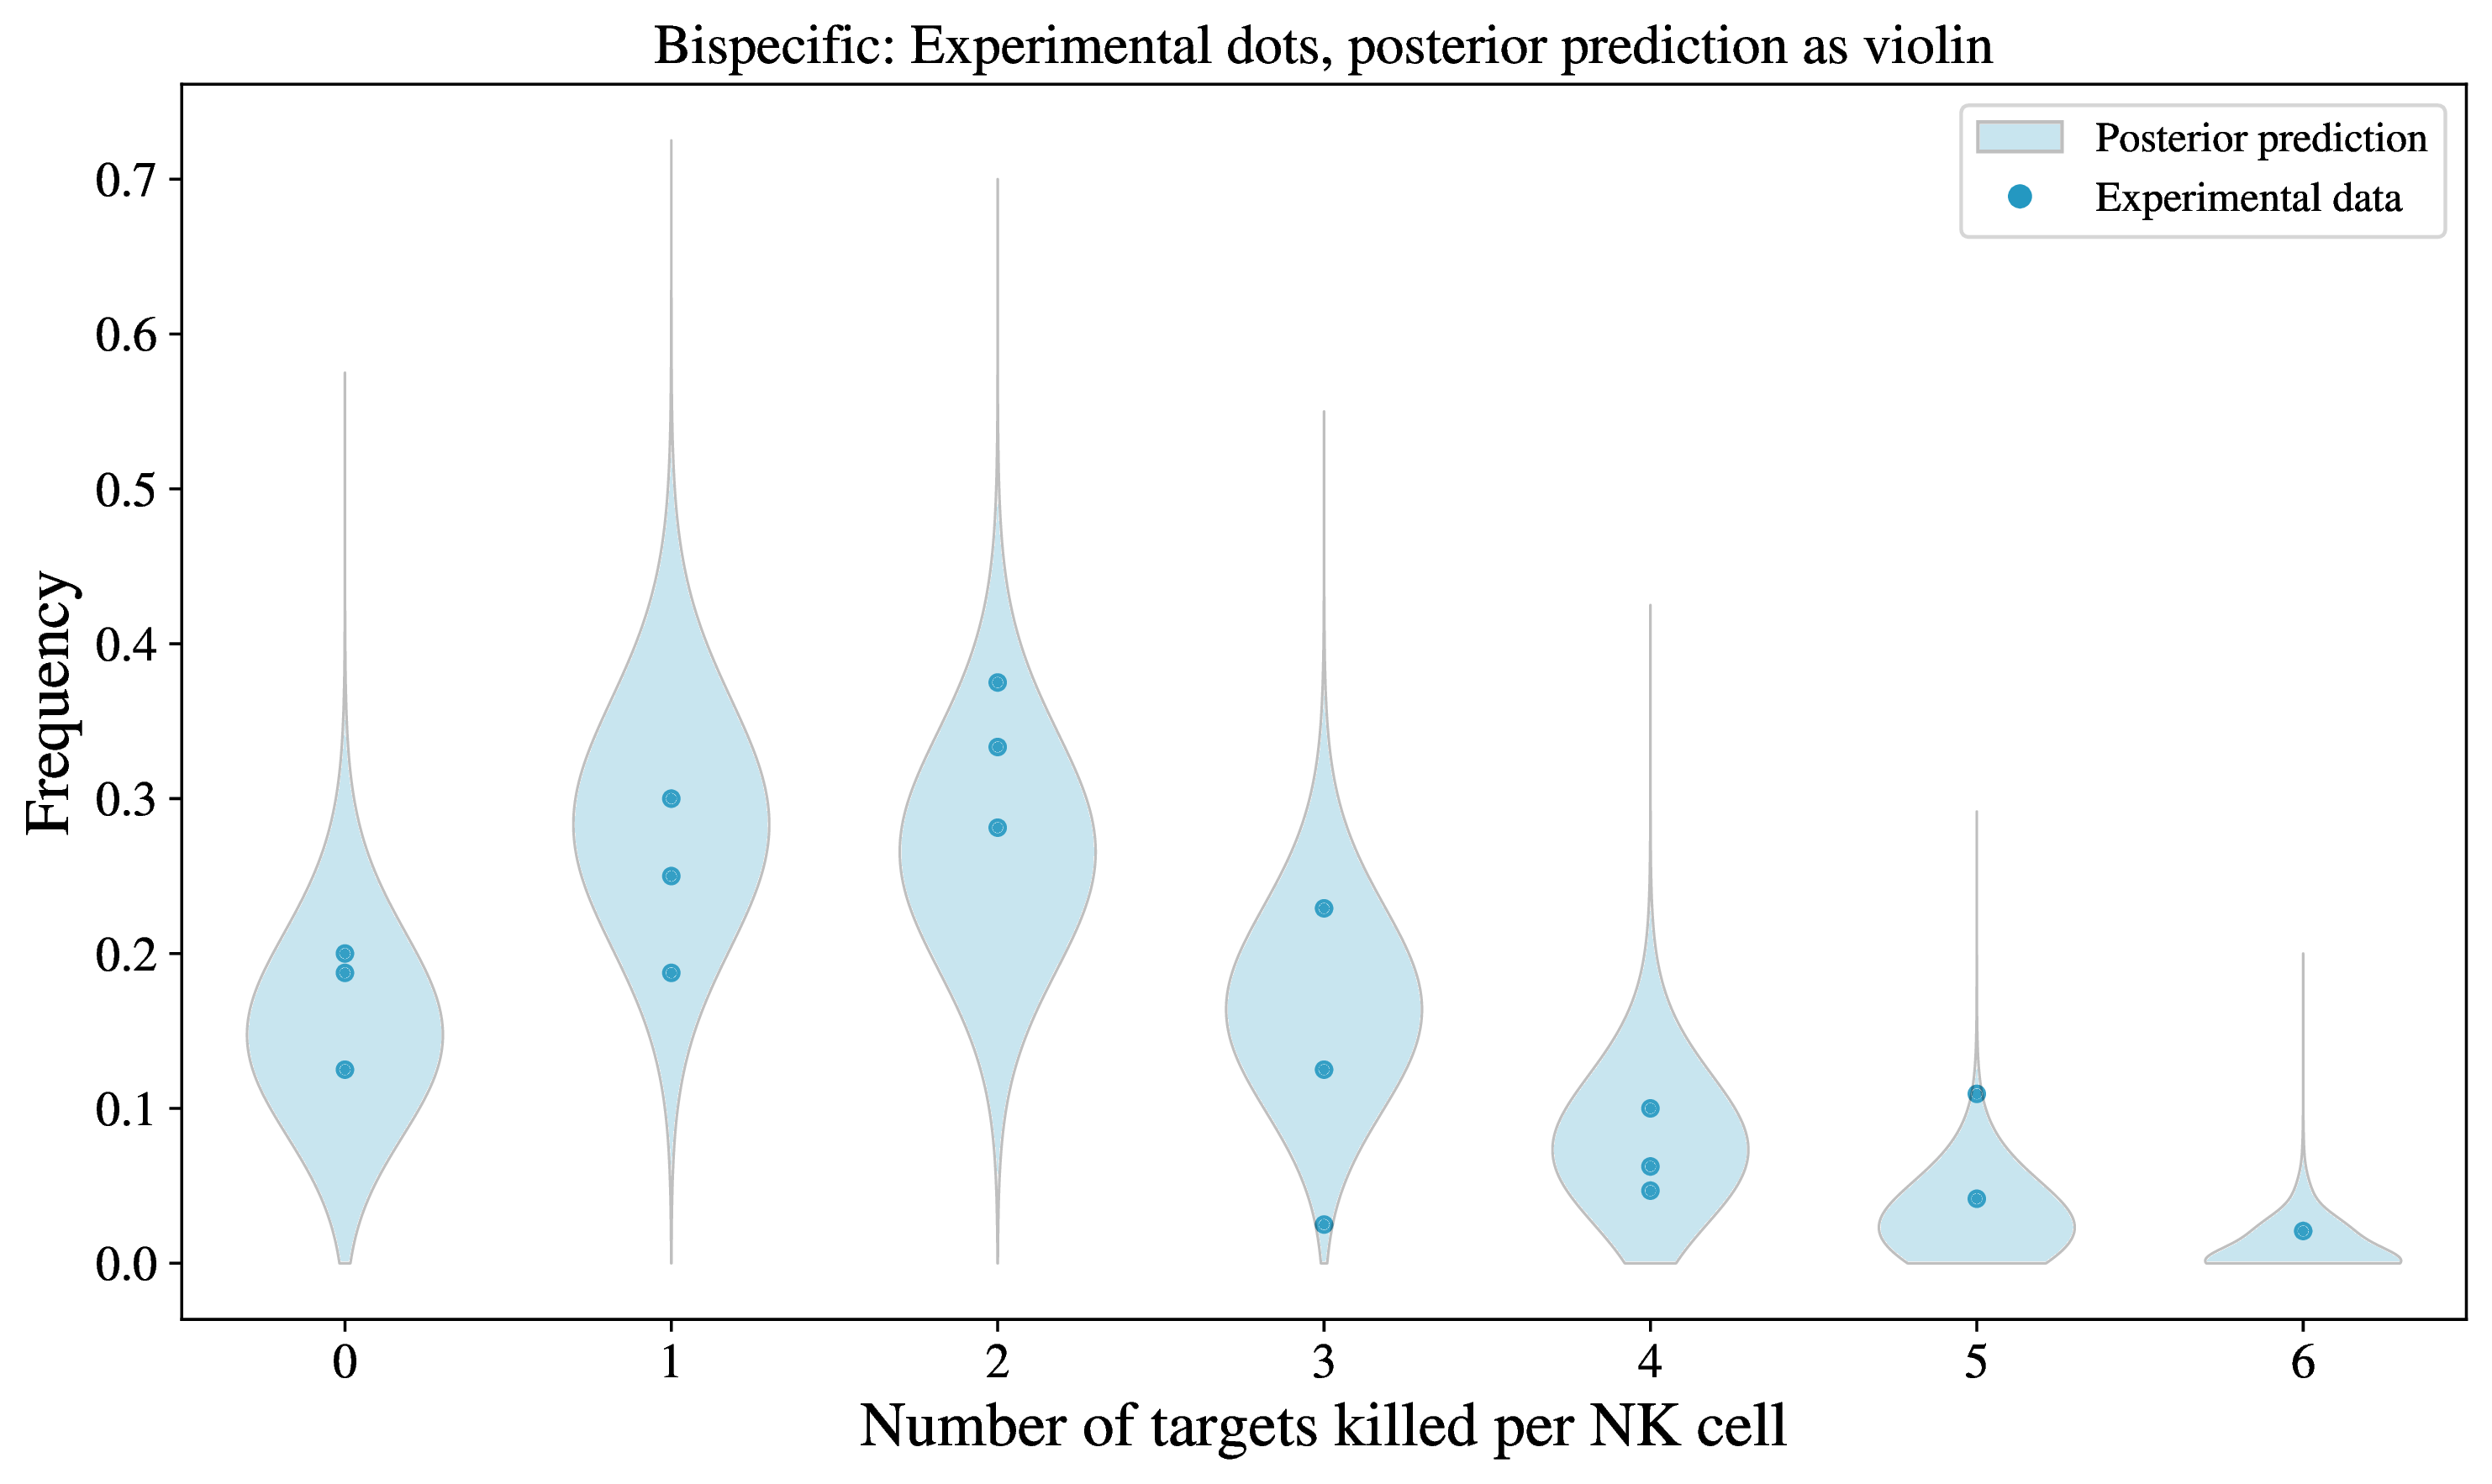 Bispecific: Experimental dots, posterior prediction as violin
Posterior prediction
Experimental data
Frequency
0.7
0.6
0.5
0.4
0.3
0.2
0.1
0.0
0 1 2 3 4 5 6
Number of targets killed per NK cell